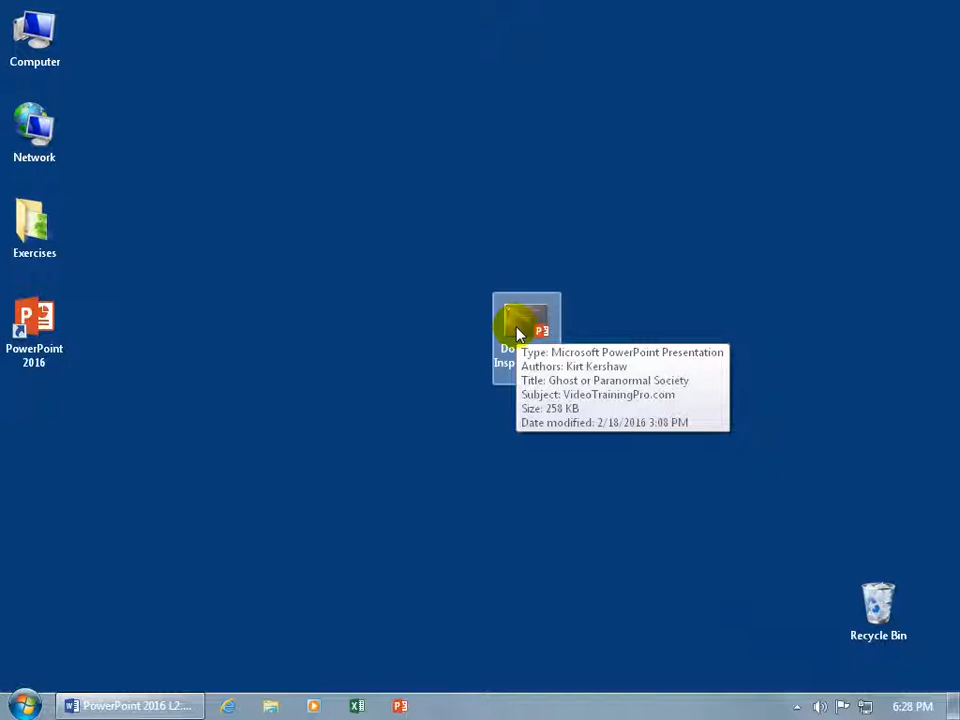 Computer
Network
Exercises
PowerPoint
2016
Type: Microsoft PowerPoint Presentation
Authors: Kirt Kershaw
Title: Ghost or Paranormal Society
Subject: VideoTrainingPro.com
Size: 258 KB
Date modified: 2/18/2016 3:08 PM
Do
Insp
Recycle Bin
PowerPoint 2016 L2:...
6:28 PM